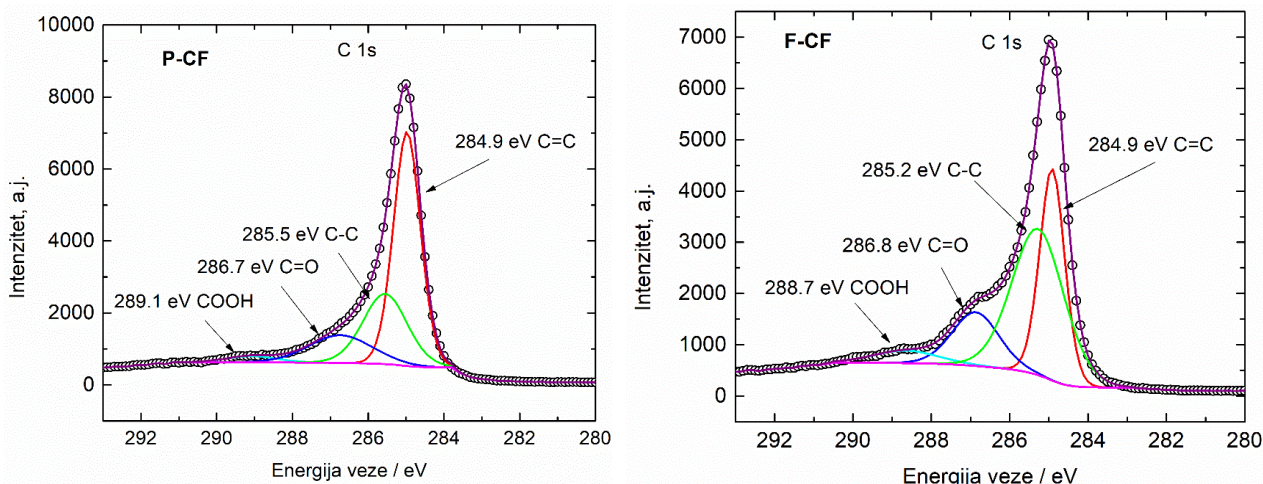 P-CF
C 1s
284.9 eV C=C
285.5 eV C-C
286.7 eV C=O
289.1 eV COOH
Intenzitet, a.j.
10000
8000
6000
4000
2000
0
292 290 288 286 284 282 280
Energija veze / eV
F-CF
C 1s
284.9 eV C=C
285.2 eV C-C
286.8 eV C=O
288.7 eV COOH
Intenzitet, a.j.
7000
6000
5000
4000
3000
2000
1000
0
292 290 288 286 284 282 280
Energija veze / eV